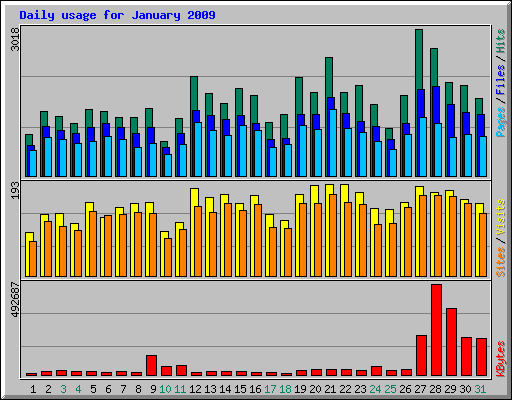 Daily usage for January 2009
3018
193
492687
Pages / Files / Hits
Sites / Visits
KBytes
1 2 3 4 5 6 7 8 9 10 11 12 13 14 15 16 17 18 19 20 21 22 23 24 25 26 27 28 29 30 31